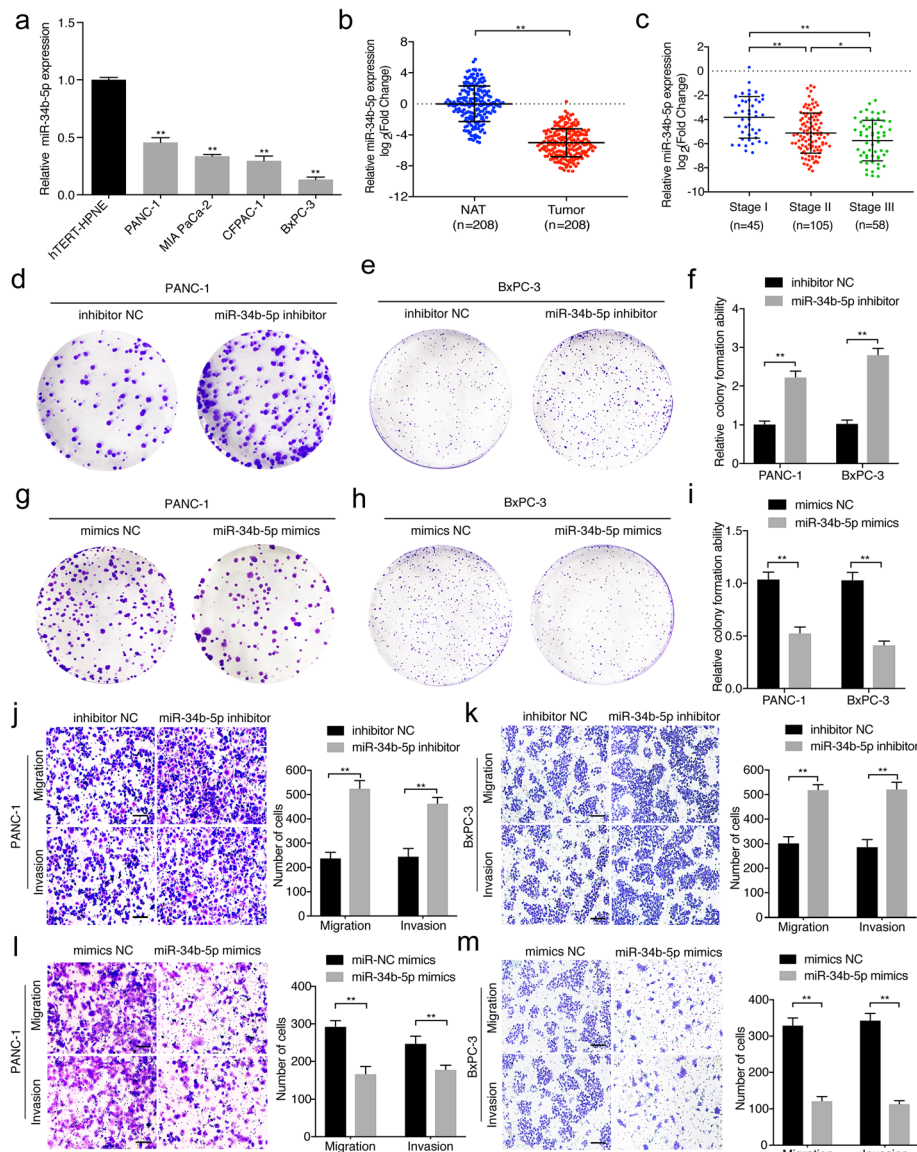 a
Relative miR-34b-5p expression
1.5
1.0
0.5
0.0
**
**
**
**
hTERT-HPNE
PANC-1
MIA PaCa-2
CFPAC-1
BxPC-3
b
Relative miR-34b-5p expression
log 2(Fold Change)
8
4
0
-4
-8
-12
**
NAT
(n=208)
Tumor
(n=208)
c
Relative miR-34b-5p expression
log 2(Fold Change)
0
-2
-4
-6
-8
-10
**
**
*
Stage I
(n=45)
Stage II
(n=105)
Stage III
(n=58)
d
PANC-1
inhibitor NC
miR-34b-5p inhibitor
e
BxPC-3
inhibitor NC
miR-34b-5p inhibitor
f
inhibitor NC
miR-34b-5p inhibitor
Relative colony formation ability
4
3
2
1
0
**
**
PANC-1
BxPC-3
g
PANC-1
mimics NC
miR-34b-5p mimics
h
BxPC-3
mimics NC
miR-34b-5p mimics
i
mimics NC
miR-34b-5p mimics
Relative colony formation ability
1.5
1.0
0.5
0.0
**
**
PANC-1
BxPC-3
j
inhibitor NC
miR-34b-5p inhibitor
PANC-1
Migration
Invasion
inhibitor NC
miR-34b-5p inhibitor
Number of cells
600
500
400
300
200
100
0
**
**
Migration
Invasion
k
inhibitor NC
miR-34b-5p inhibitor
BxPC-3
Migration
Invasion
inhibitor NC
miR-34b-5p inhibitor
Number of cells
600
500
400
300
200
100
0
**
**
Migration
Invasion
l
mimics NC
miR-34b-5p mimics
PANC-1
Migration
Invasion
miR-NC mimics
miR-34b-5p mimics
Number of cells
400
300
200
100
0
**
**
Migration
Invasion
m
mimics NC
miR-34b-5p mimics
BxPC-3
Migration
Invasion
mimics NC
miR-34b-5p mimics
Number of cells
400
300
200
100
0
**
**
Migration
Invasion